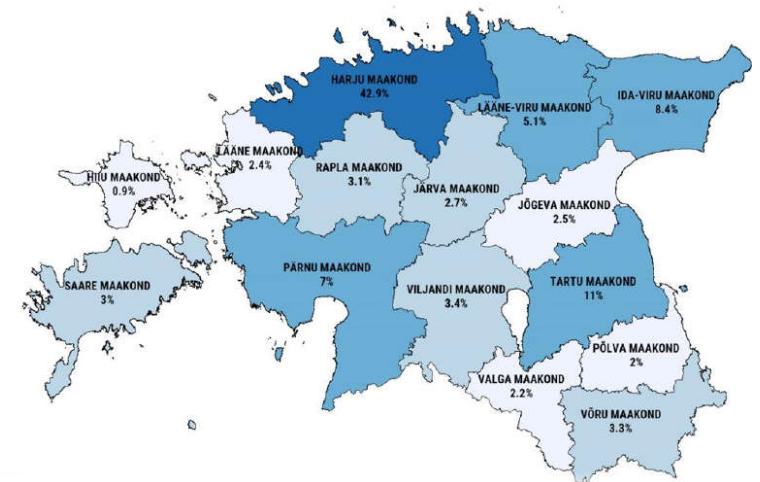 HARJU MAAKOND
42.9%
LÄÄNE-VIRU MAAKOND
5.1%
IDA-VIRU MAAKOND
8.4%
LÄÄNE MAAKOND
2.4%
HIIU MAAKOND
0.9%
RAPLA MAAKOND
3.1%
JÄRVA MAAKOND
2.7%
JÕGEVA MAAKOND
2.5%
SAARE MAAKOND
3%
PÄRNU MAAKOND
7%
VILJANDI MAAKOND
3.4%
TARTU MAAKOND
11%
PÕLVA MAAKOND
2%
VALGA MAAKOND
2.2%
VÕRU MAAKOND
3.3%